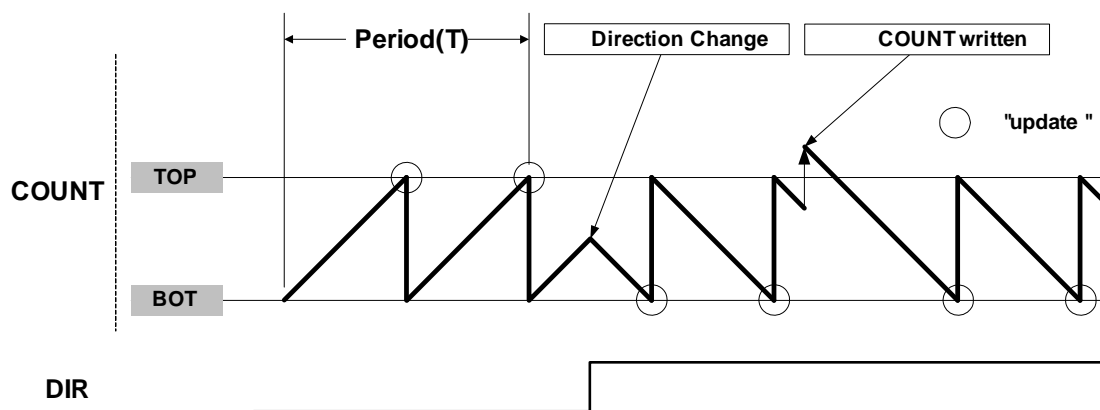 Period(T)
Direction Change
COUNT written
"update "
TOP
COUNT
BOT
DIR